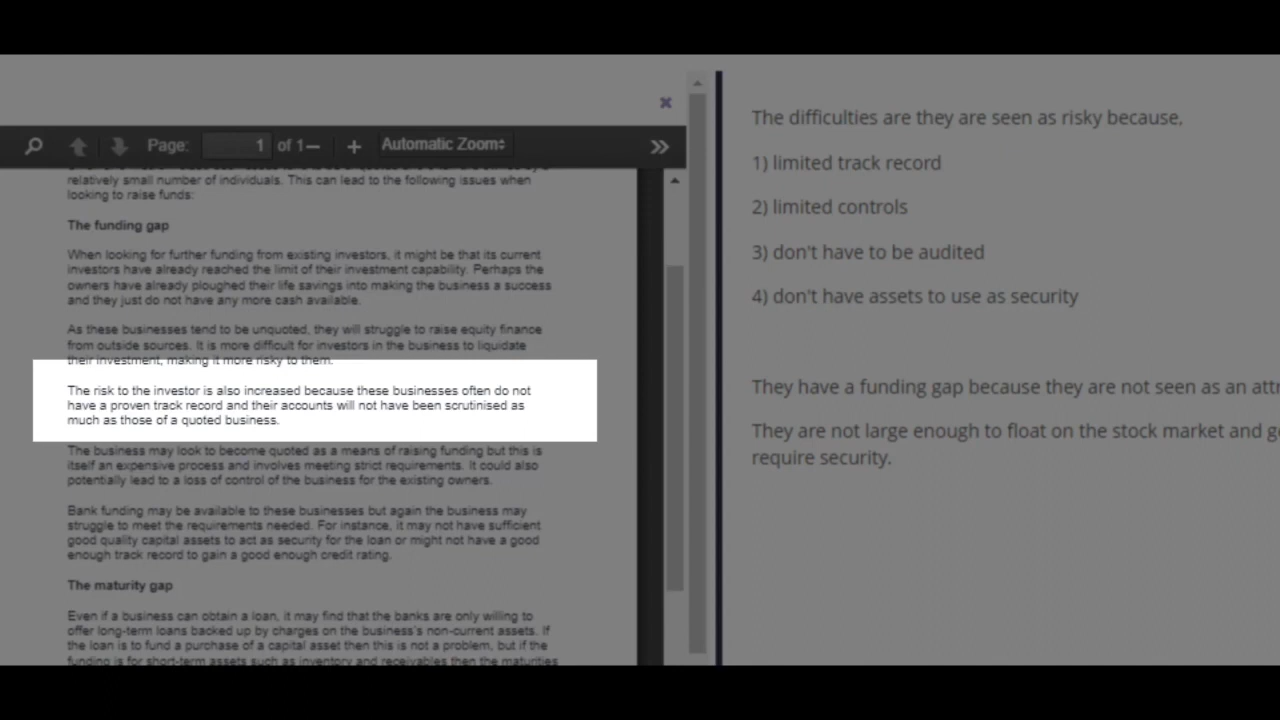 Page:
1
of 1
Automatic Zoom
relatively small number of individuals. This can lead to the following issues when
looking to raise funds:
The funding gap
When looking for further funding from existing investors, it might be that its current
investors have already reached the limit of their investment capability. Perhaps the
owners have already ploughed their life savings into making the business a success
and they just do not have any more cash available.
As these businesses tend to be unquoted, they will struggle to raise equity finance
from outside sources. It is more difficult for investors in the business to liquidate
their investment, making it more risky to them.
The risk to the investor is also increased because these businesses often do not
have a proven track record and their accounts will not have been scrutinised as
much as those of a quoted business.
The business may look to become quoted as a means of raising funding but this is
itself an expensive process and involves meeting strict requirements. It could also
potentially lead to a loss of control of the business for the existing owners.
Bank funding may be available to these businesses but again the business may
struggle to meet the requirements needed. For instance, it may not have sufficient
good quality capital assets to act as security for the loan or might not have a good
enough track record to gain a good enough credit rating.
The maturity gap
Even if a business can obtain a loan, it may find that the banks are only willing to
offer long-term loans backed up by charges on the business's non-current assets. If
the loan is to fund a purchase of a capital asset then this is not a problem, but if the
funding is for short-term assets such as inventory and receivables then the maturities
The difficulties are they are seen as risky because,
1) limited track record
2) limited controls
3) don't have to be audited
4) don't have assets to use as security
They have a funding gap because they are not seen as an
They are not large enough to float on the stock market and
require security.